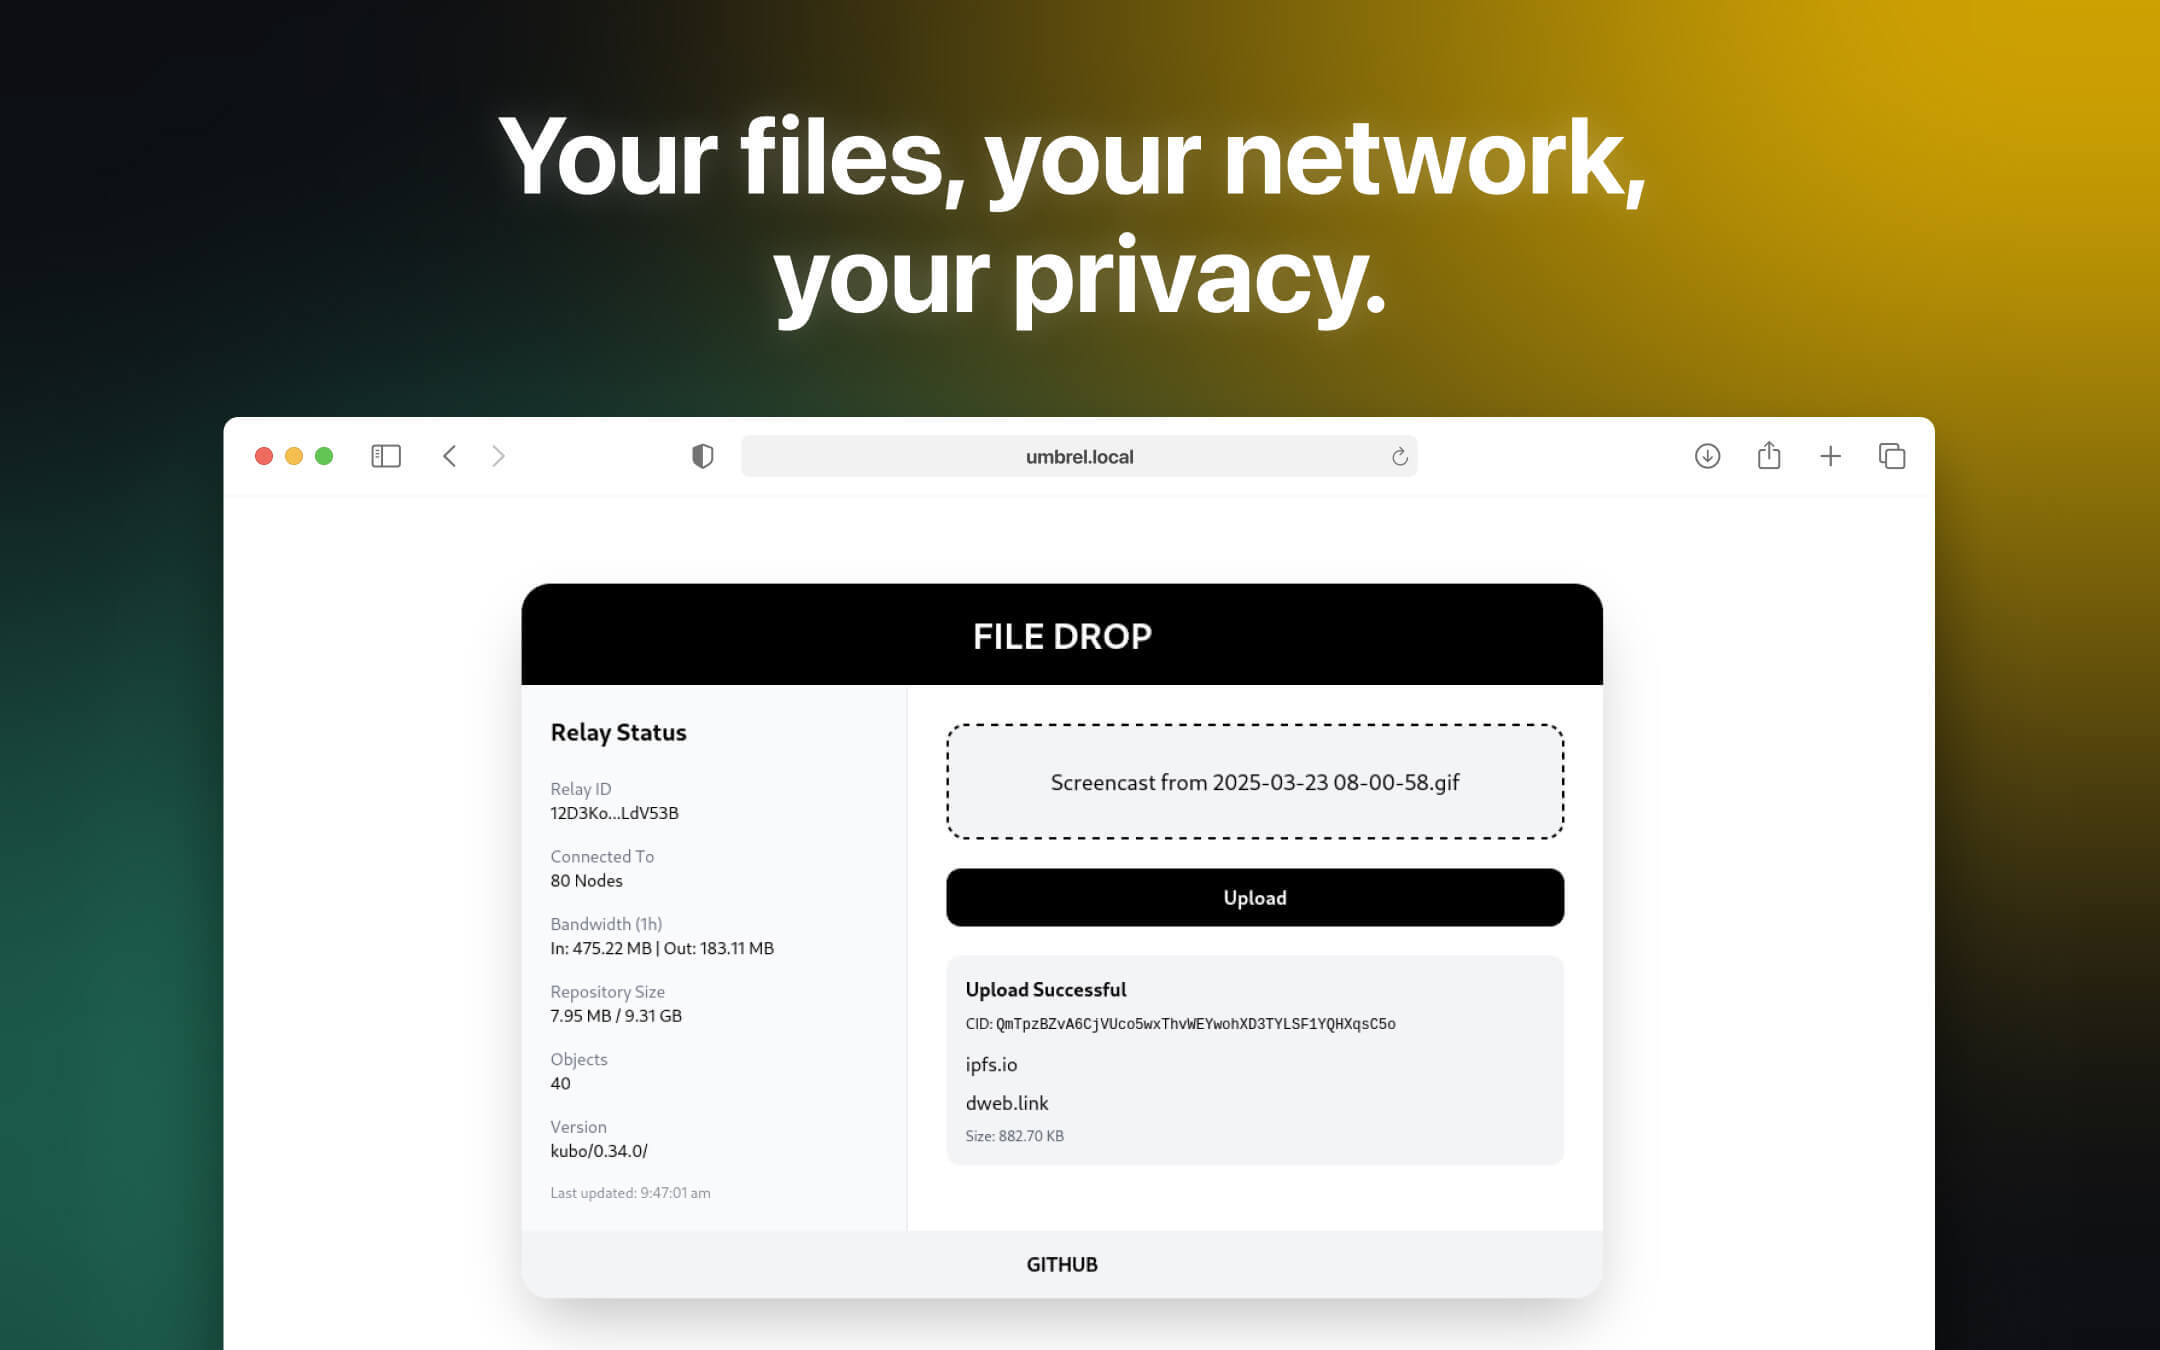 Your files, your network,
your privacy.
umbrel.local
FILE DROP
Relay Status
Relay ID
12D3Ko...LdV53B
Connected To
80 Nodes
Bandwidth (1h)
In: 475.22 MB | Out: 183.11 MB
Repository Size
7.95 MB / 9.31 GB
Objects
40
Version
kubo/0.34.0/
Last updated: 9:47:01 am
Screencast from 2025-03-23 08-00-58.gif
Upload
Upload Successful
CID: QmTpzBZvA6CjVUco5wxThvWEYwohXD3TYLSF1YQHXqsC5o
ipfs.io
dweb.link
Size: 882.70 KB
GITHUB